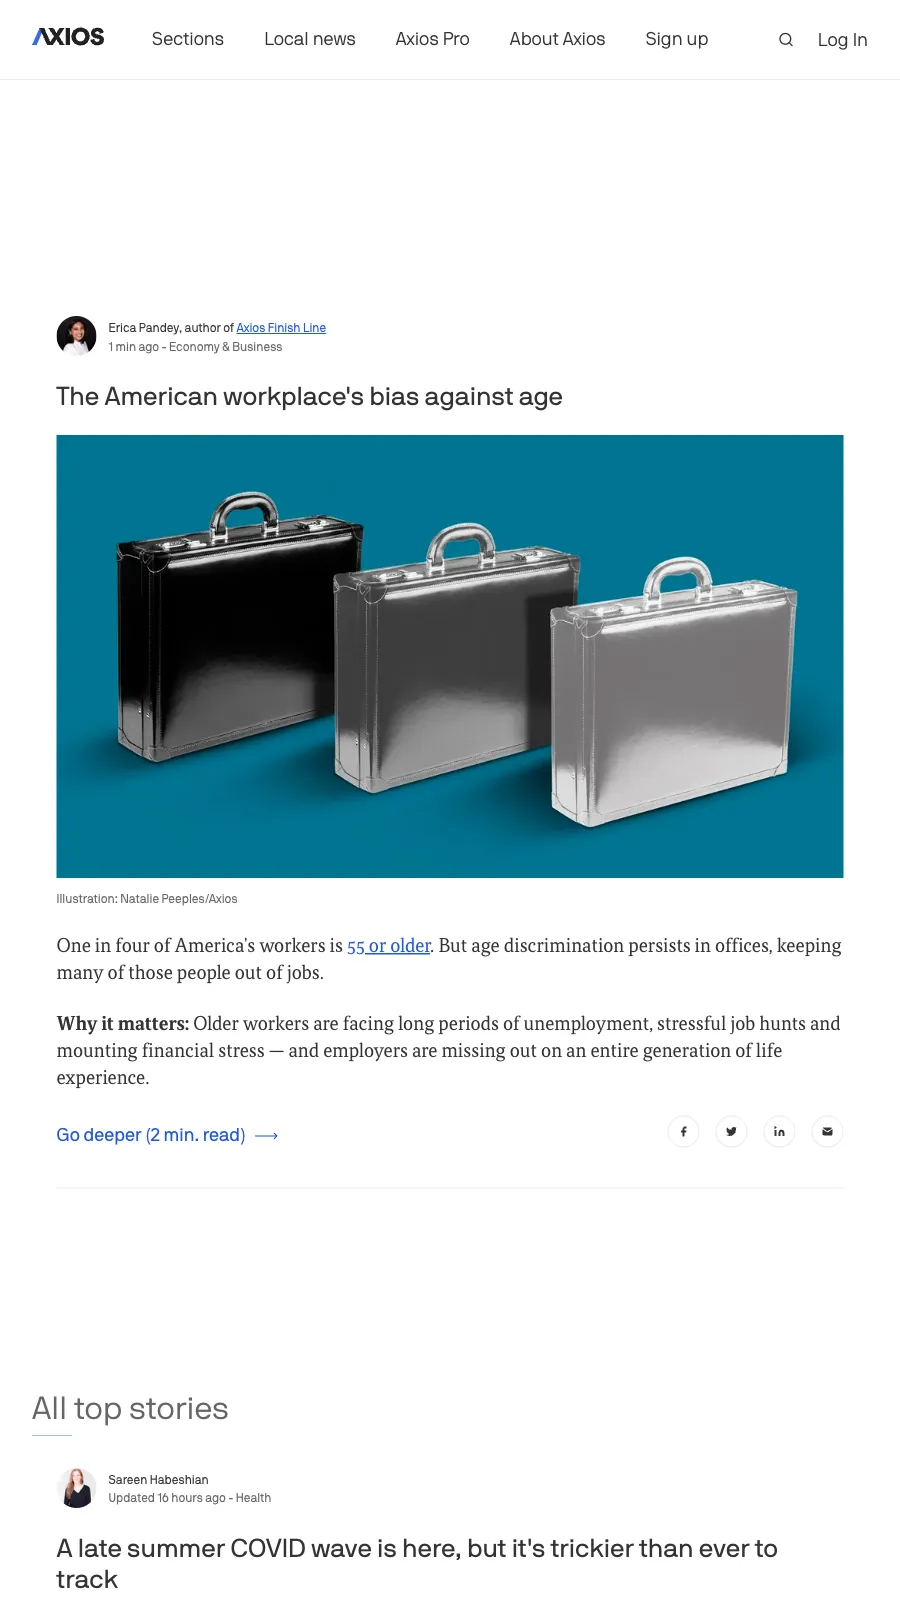 AXIOS
Sections
Local news
Axios Pro
About Axios
Sign up
Log In
Erica Pandey, author of Axios Finish Line
1 min ago - Economy & Business
The American workplace's bias against age
Illustration: Natalie Peeples/Axios
One in four of America's workers is 55 or older. But age discrimination persists in offices, keeping
many of those people out of jobs.
Why it matters: Older workers are facing long periods of unemployment, stressful job hunts and
mounting financial stress — and employers are missing out on an entire generation of life
experience.
Go deeper (2 min. read)
All top stories
Sareen Habeshian
Updated 16 hours ago - Health
A late summer COVID wave is here, but it's trickier than ever to
track